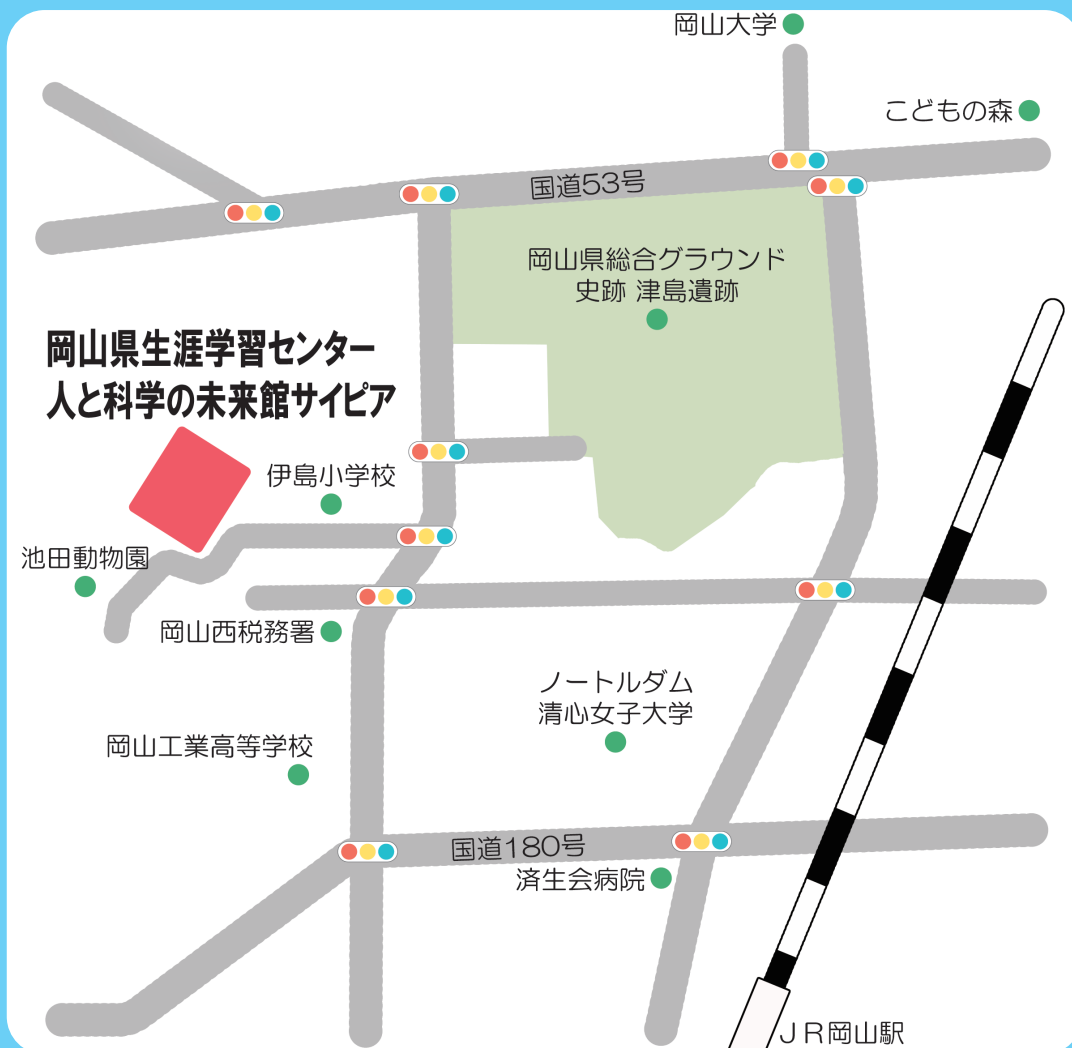 岡山大学
こどもの森
国道53号
岡山県総合グラウンド
史跡 津島遺跡
岡山県生涯学習センター
人と科学の未来館サイピア
伊島小学校
池田動物園
岡山西税務署
ノートルダム
清心女子大学
岡山工業高等学校
国道180号
済生会病院
ＪＲ岡山駅